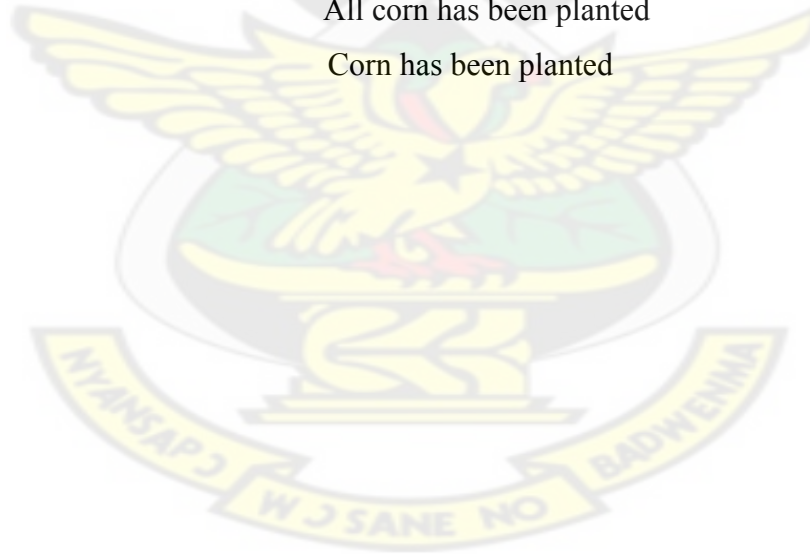 All corn has been planted
Corn has been planted
NYANSAPƆ
WƆSANE NO
BADWENMA